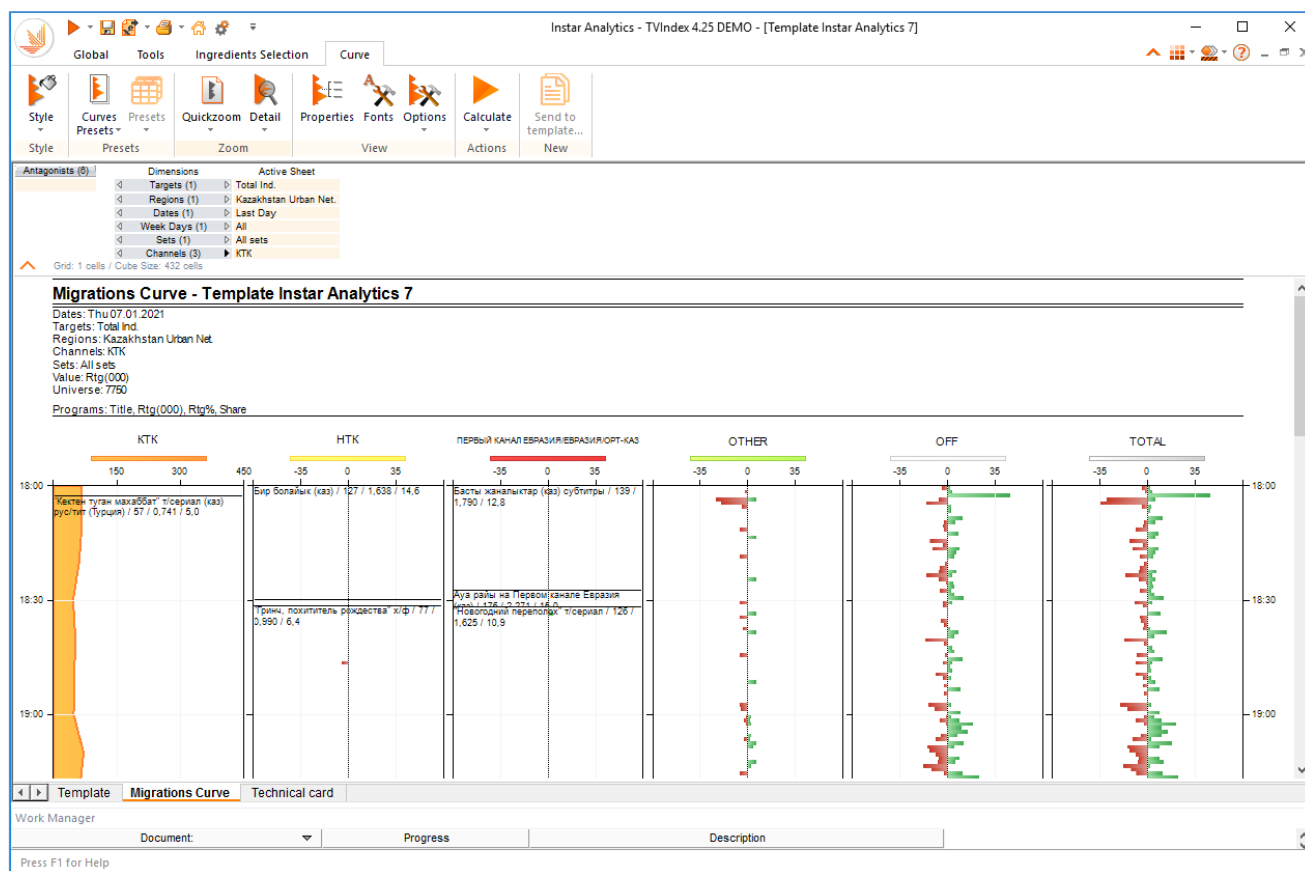 Instar Analytics - TVIndex 4.25 DEMO - [Template Instar Analytics 7]
Global Tools Ingredients Selection Curve
Style Curves Presets Presets Quickzoom Detail Properties Fonts Options Calculate Send to template...
Style Presets Zoom View Actions New
Antagonists (6) Dimensions Active Sheet
Targets (1) Total Ind.
Regions (1) Kazakhstan Urban Net.
Dates (1) Last Day
Week Days (1) All
Sets (1) All sets
Channels (3) KTK
Grid: 1 cells / Cube Size: 432 cells
Migrations Curve - Template Instar Analytics 7
Dates: Thu 07.01.2021
Targets: Total Ind.
Regions: Kazakhstan Urban Net.
Channels: KTK
Sets: All sets
Value: Rtg(000)
Universe: 7750
Programs: Title, Rtg(000), Rtg%, Share
КТК НТК ПЕРВЫЙ КАНАЛ ЕВРАЗИЯ/ЕВРАЗИЯ/ОРТ-КАЗ OTHER OFF TOTAL
150 300 450 -35 0 35 -35 0 35 -35 0 35 -35 0 35 -35 0 35
18:00 18:00
"Кектен туган махаббат" т/сериал (каз)
рус/тит (Турция) / 57 / 0,741 / 5,0
Бир болайык (каз) / 127 / 1,638 / 14,6
Басты жаналыктар (каз) субтитры / 139 /
1,790 / 12,8
18:30 18:30
"Гринч, похититель рождества" х/ф / 77 /
0,990 / 6,4
Ауа райы на Первом канале Евразия
"Новогодний переполох" т/сериал / 126 /
1,625 / 10,9
19:00 19:00
Template Migrations Curve Technical card
Work Manager
Document: Progress Description
Press F1 for Help